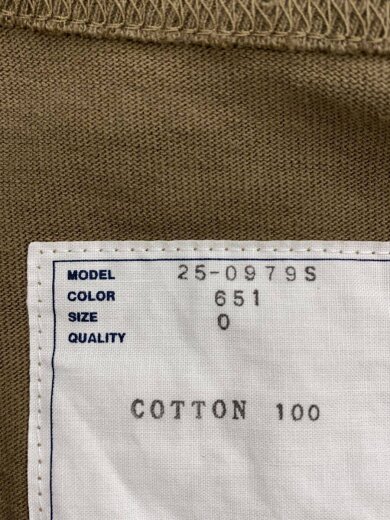 MODEL 25-0979S
COLOR 651
SIZE 0
QUALITY
COTTON 100